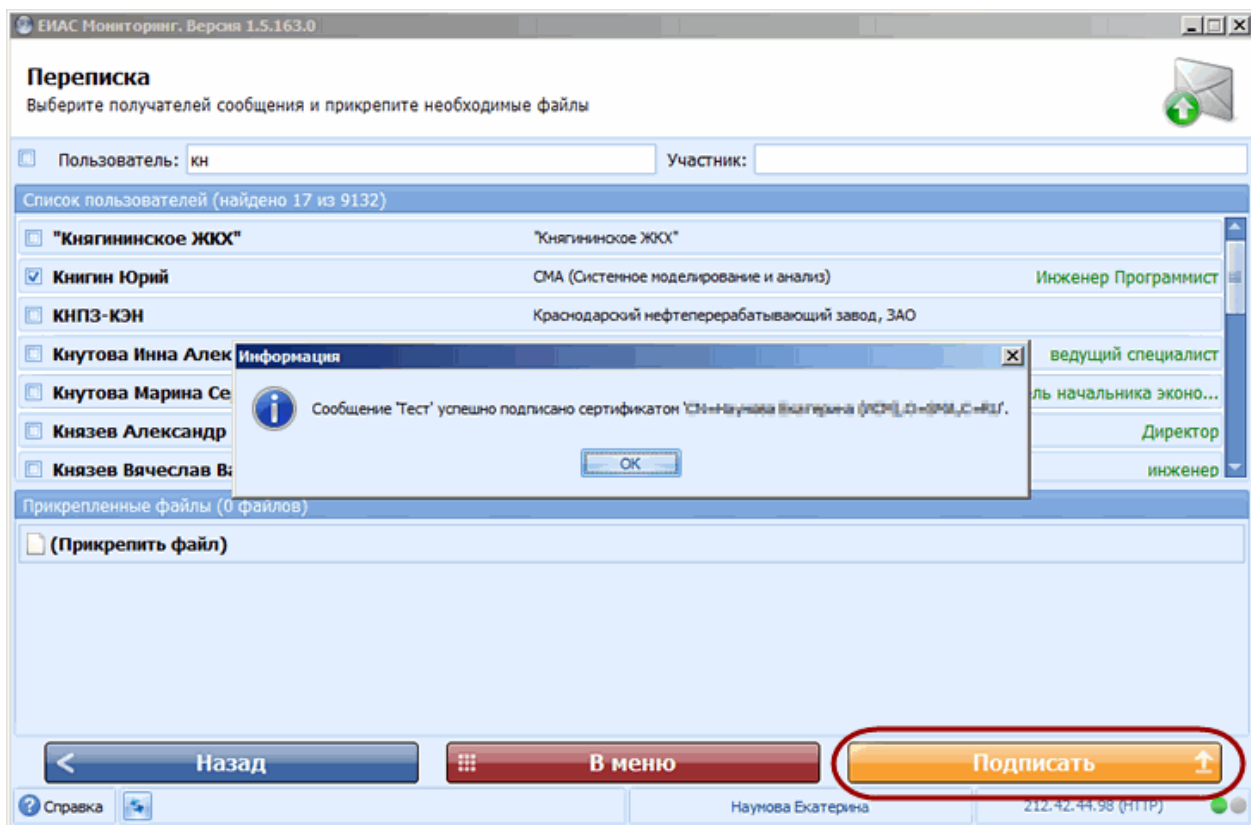 ЕИАС Мониторинг. Версия 1.5.163.0
Переписка
Выберите получателей сообщения и прикрепите необходимые файлы
Пользователь: кн Участник:
Список пользователей (найдено 17 из 9132)
"Княгининское ЖКХ" "Княгининское ЖКХ"
Книгин Юрий СМА (Системное моделирование и анализ) Инженер Программист
КНПЗ-КЭН Краснодарский нефтеперерабатывающий завод, ЗАО
Кнутова Инна Алек ведущий специалист
Информация
Кнутова Марина Се ль начальника эконо...
Сообщение 'Тест' успешно подписано сертификатом
Князев Александр Директор
OK
Князев Вячеслав Ва инженер
Прикрепленные файлы (0 файлов)
(Прикрепить файл)
Назад В меню Подписать
Справка Наумова Екатерина 212.42.44.98 (HTTP)